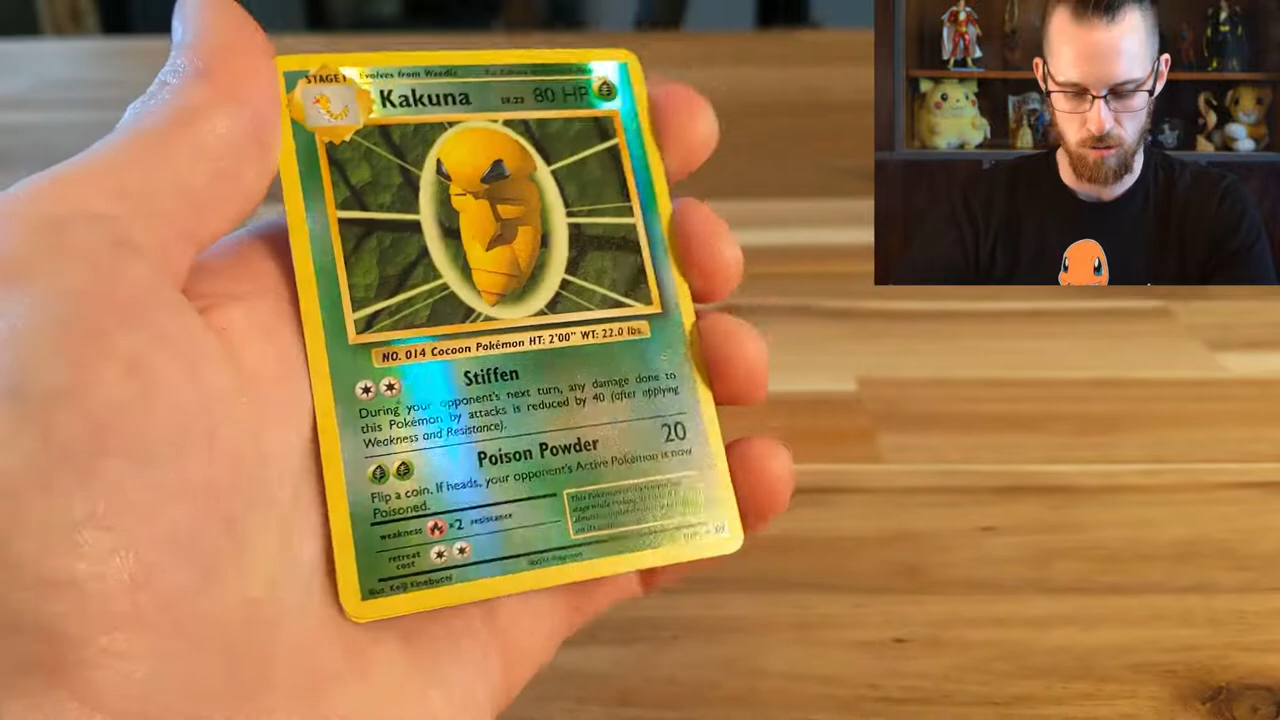 STAGE 1 Evolves from Weedle
Kakuna LV.23 80 HP
NO. 014 Cocoon Pokémon HT: 2'00" WT: 22.0 lbs.
Stiffen
During your opponent's next turn, any damage done to
this Pokémon by attacks is reduced by 40 (after applying
Weakness and Resistance).
Poison Powder 20
Flip a coin. If heads, your opponent's Active Pokémon is now
Poisoned.
weakness ×2 resistance
retreat
cost
Illus. Keiji Kinebuchi